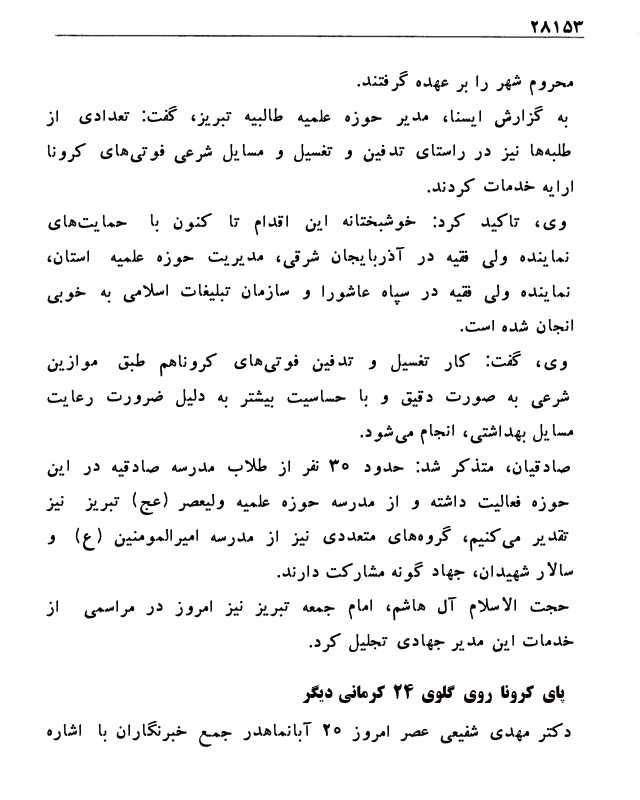 ۲۸۱۵۳
محروم شهر را بر عهده گرفتند.
به گزارش ایسنا، مدیر حوزه علمیه طالبیه تبریز، گفت: تعدادی از
طلبه‌ها نیز در راستای تدفین و تغسیل و مسایل شرعی فوتی‌های کرونا
ارایه خدمات کردند.
وی، تاکید کرد: خوشبختانه این اقدام تا کنون با حمایت‌های
نماینده ولی فقیه در آذربایجان شرقی، مدیریت حوزه علمیه استان،
نماینده ولی فقیه در سپاه عاشورا و سازمان تبلیغات اسلامی به خوبی
انجان شده است.
وی، گفت: کار تغسیل و تدفین فوتی‌های کروناهم طبق موازین
شرعی به صورت دقیق و با حساسیت بیشتر به دلیل ضرورت رعایت
مسایل بهداشتی، انجام می‌شود.
صادقیان، متذکر شد: حدود ۳۰ نفر از طلاب مدرسه صادقیه در این
حوزه فعالیت داشته و از مدرسه حوزه علمیه ولیعصر (عج) تبریز نیز
تقدیر می‌کنیم، گروه‌های متعددی نیز از مدرسه امیرالمومنین (ع) و
سالار شهیدان، جهاد گونه مشارکت دارند.
حجت الاسلام آل هاشم، امام جمعه تبریز نیز امروز در مراسمی از
خدمات این مدیر جهادی تجلیل کرد.
پای کرونا روی گلوی ۲۴ کرمانی دیگر
دکتر مهدی شفیعی عصر امروز ۲۰ آبانماهدر جمع خبرنگاران با اشاره